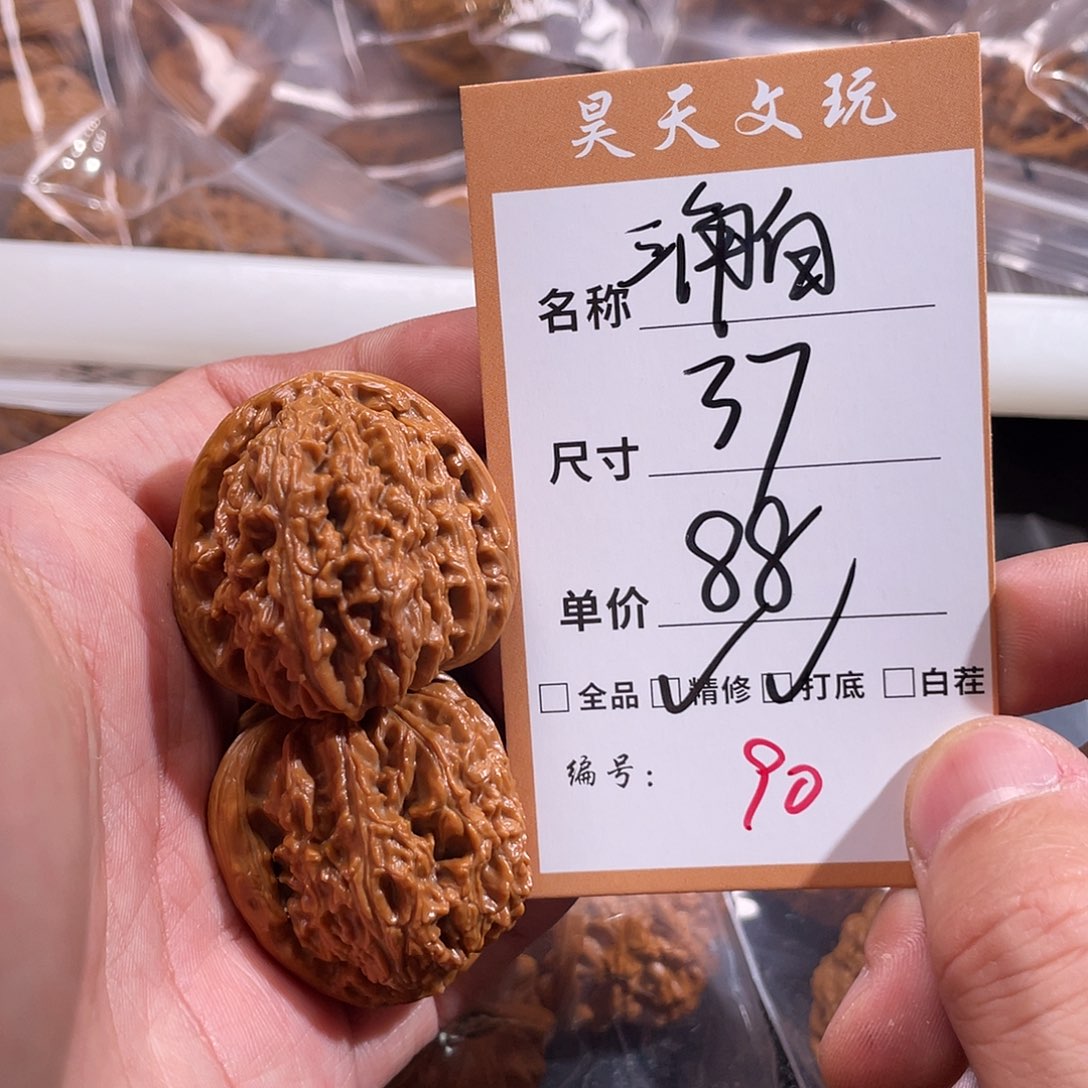 昊天文玩
名称
尺寸 37
单价 88
全品 精修 打底 白茬
编号: 90